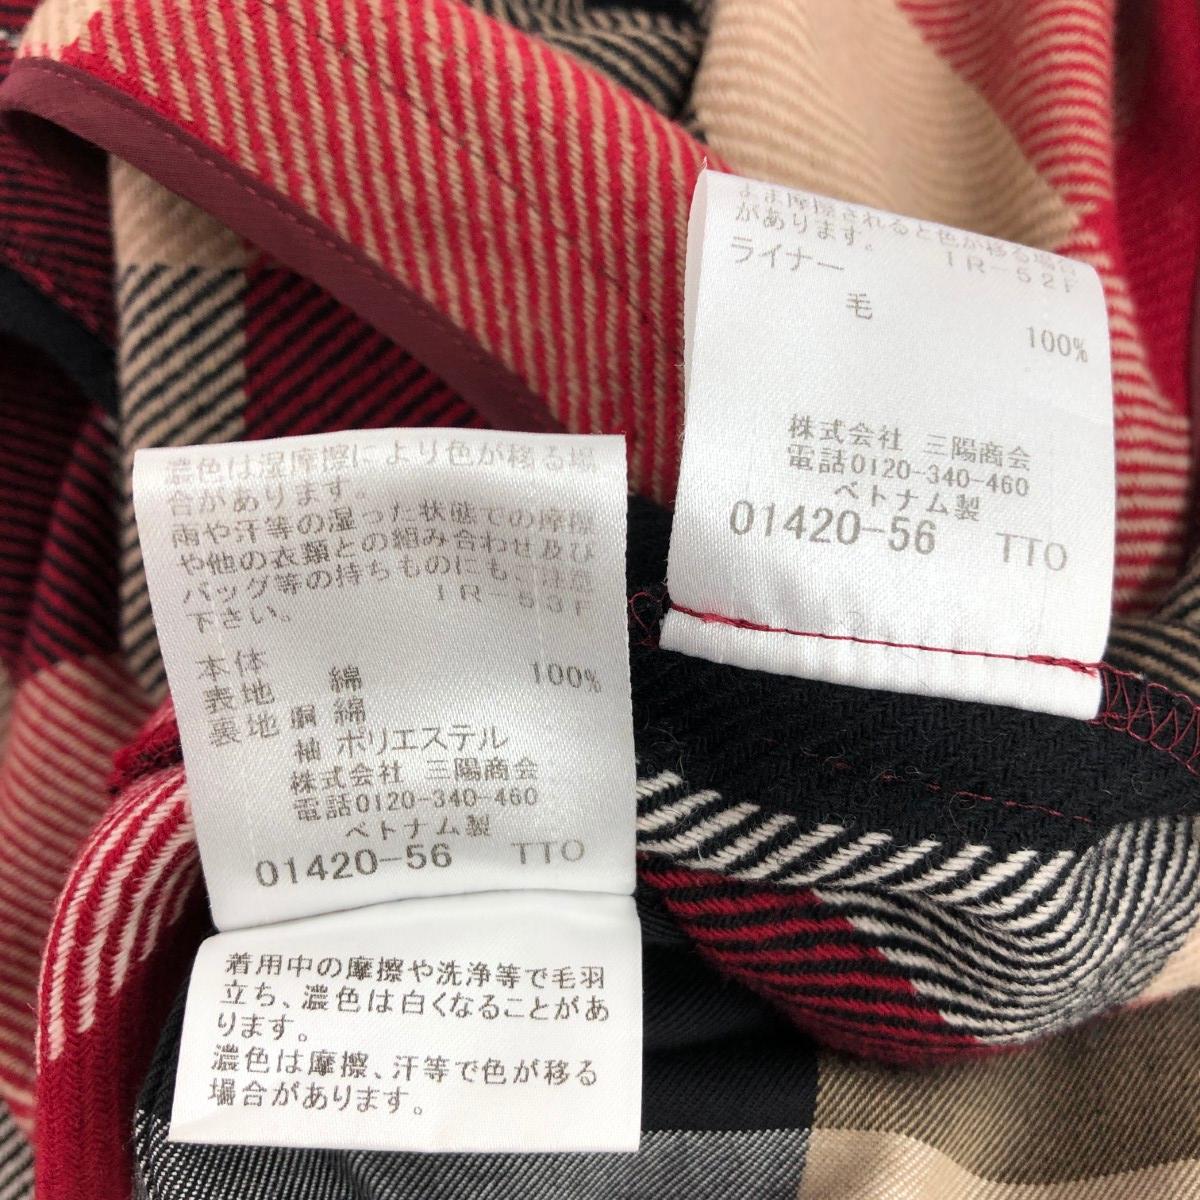 濃色は湿摩擦により色が移る場
合があります。
雨や汗等の湿った状態での摩擦
や他の衣類との組み合わせ及び
バッグ等の持ちものにもご注意
下さい。 IR-53F
本体
表地 綿 100%
裏地 胴 綿
袖 ポリエステル
株式会社 三陽商会
電話0120-340-460
ベトナム製
01420-56 TTO
着用中の摩擦や洗浄等で毛羽
立ち、濃色は白くなることがあ
ります。
濃色は摩擦、汗等で色が移る
場合があります。
摩擦されると色が移る場合
があります。 IR-52F
ライナー
毛 100%
株式会社 三陽商会
電話0120-340-460
ベトナム製
01420-56 TTO